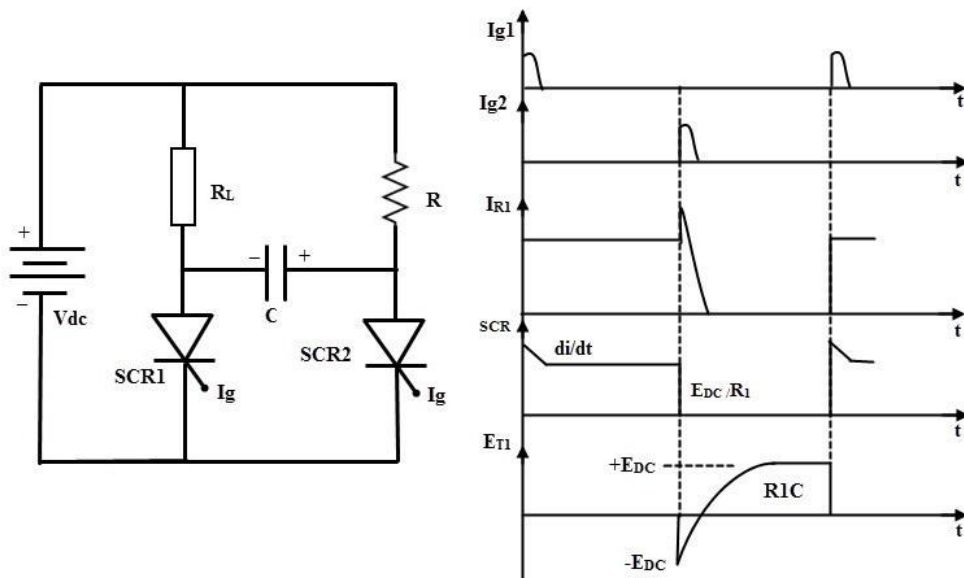 +
–
Vdc
RL
R
– +
C
SCR1
Ig
SCR2
Ig
Ig1
t
Ig2
t
IR1
t
SCR
di/dt
EDC/R1
t
ET1
+EDC
R1C
t
-EDC